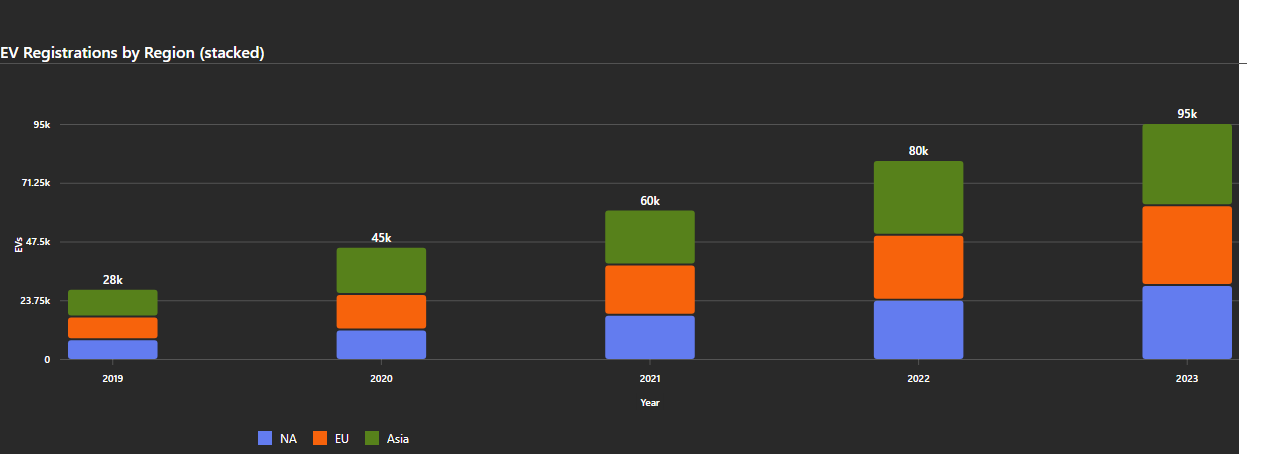 EV Registrations by Region (stacked)
95k
95k
80k
71.25k
60k
EVs
47.5k
45k
28k
23.75k
0
2019 2020 2021 2022 2023
Year
NA EU Asia